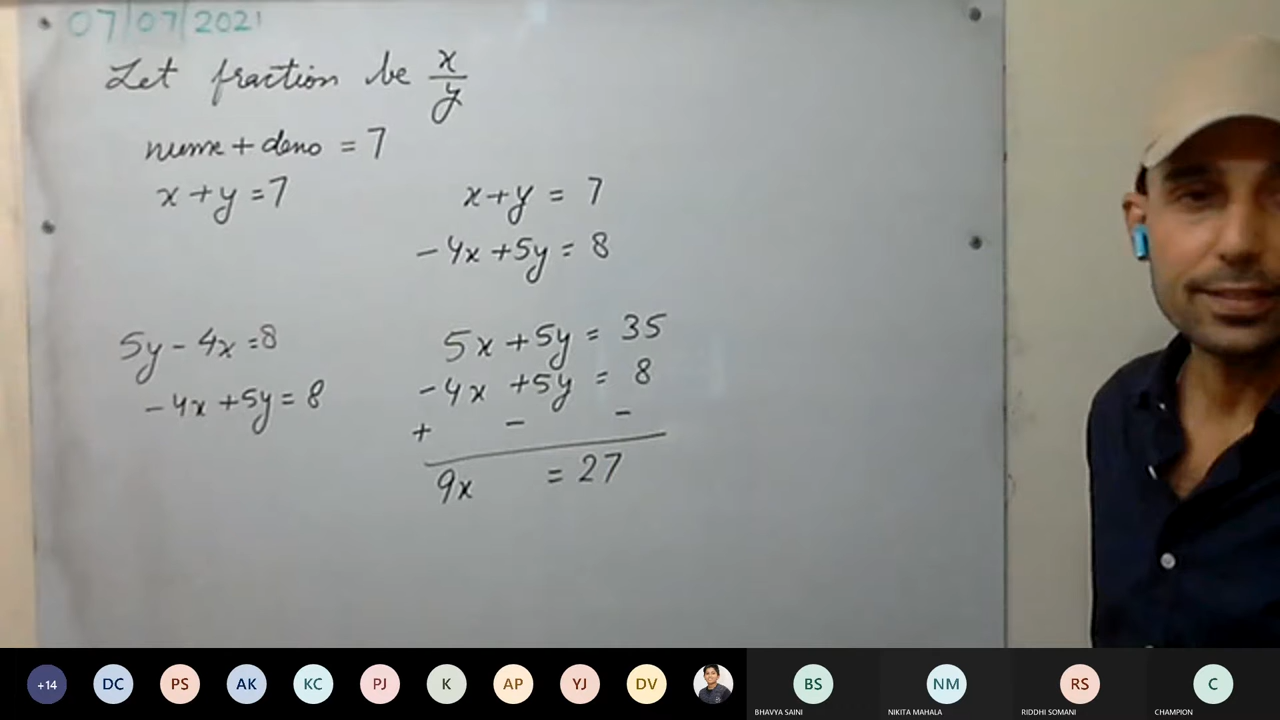 07/07/2021
Let fraction be x/y
nume + deno = 7
x + y = 7
5y - 4x = 8
-4x + 5y = 8
x + y = 7
-4x + 5y = 8
5x + 5y = 35
-4x + 5y = 8
+ - -
9x = 27
+14
DC
PS
AK
KC
PJ
K
AP
YJ
DV
BS
BHAVYA SAINI
NM
NIKITA MAHALA
RS
RIDDHI SOMANI
C
CHAMPION